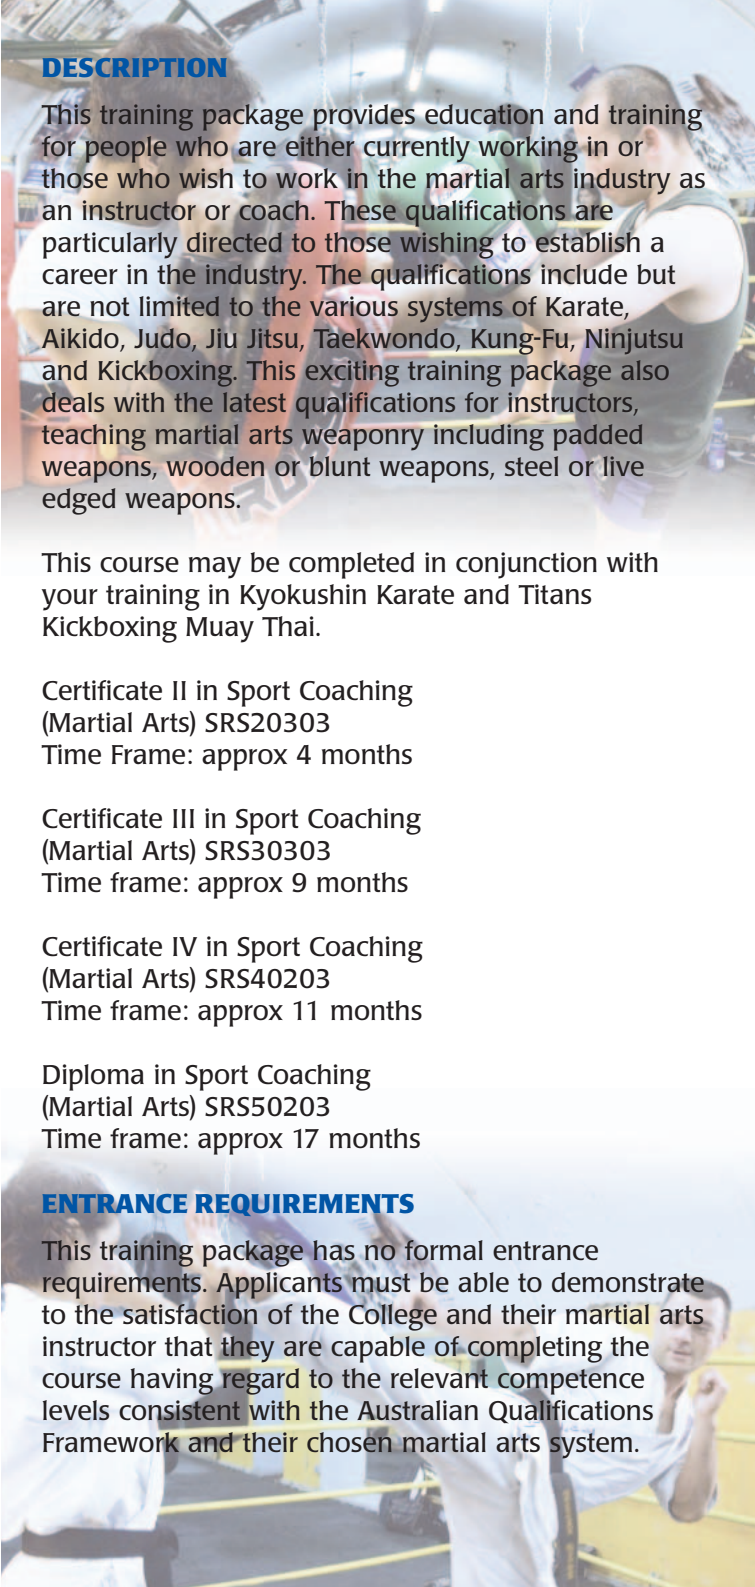 DESCRIPTION
This training package provides education and training
for people who are either currently working in or
those who wish to work in the martial arts industry as
an instructor or coach. These qualifications are
particularly directed to those wishing to establish a
career in the industry. The qualifications include but
are not limited to the various systems of Karate,
Aikido, Judo, Jiu Jitsu, Taekwondo, Kung-Fu, Ninjutsu
and Kickboxing. This exciting training package also
deals with the latest qualifications for instructors,
teaching martial arts weaponry including padded
weapons, wooden or blunt weapons, steel or live
edged weapons.
This course may be completed in conjunction with
your training in Kyokushin Karate and Titans
Kickboxing Muay Thai.
Certificate II in Sport Coaching
(Martial Arts) SRS20303
Time Frame: approx 4 months
Certificate III in Sport Coaching
(Martial Arts) SRS30303
Time frame: approx 9 months
Certificate IV in Sport Coaching
(Martial Arts) SRS40203
Time frame: approx 11 months
Diploma in Sport Coaching
(Martial Arts) SRS50203
Time frame: approx 17 months
ENTRANCE REQUIREMENTS
This training package has no formal entrance
requirements. Applicants must be able to demonstrate
to the satisfaction of the College and their martial arts
instructor that they are capable of completing the
course having regard to the relevant competence
levels consistent with the Australian Qualifications
Framework and their chosen martial arts system.